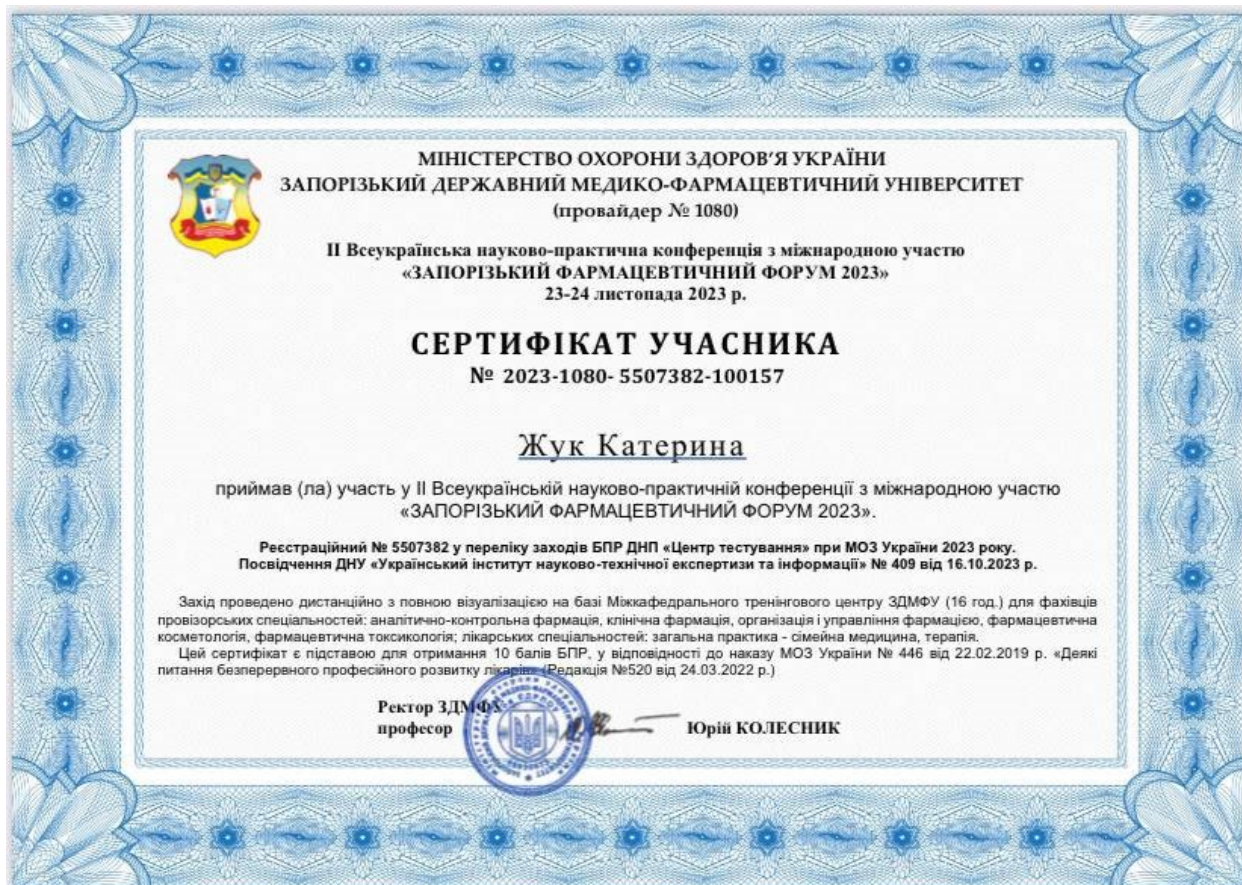 МІНІСТЕРСТВО ОХОРОНИ ЗДОРОВ'Я УКРАЇНИ
ЗАПОРІЗЬКИЙ ДЕРЖАВНИЙ МЕДИКО-ФАРМАЦЕВТИЧНИЙ УНІВЕРСИТЕТ
(провайдер № 1080)
ІІ Всеукраїнська науково-практична конференція з міжнародною участю
«ЗАПОРІЗЬКИЙ ФАРМАЦЕВТИЧНИЙ ФОРУМ 2023»
23-24 листопада 2023 р.
СЕРТИФІКАТ УЧАСНИКА
№ 2023-1080- 5507382-100157
Жук Катерина
приймав (ла) участь у ІІ Всеукраїнській науково-практичній конференції з міжнародною участю
«ЗАПОРІЗЬКИЙ ФАРМАЦЕВТИЧНИЙ ФОРУМ 2023».
Реєстраційний № 5507382 у переліку заходів БПР ДНП «Центр тестування» при МОЗ України 2023 року.
Посвідчення ДНУ «Український інститут науково-технічної експертизи та інформації» № 409 від 16.10.2023 р.
Захід проведено дистанційно з повною візуалізацією на базі Міжкафедрального тренінгового центру ЗДМФУ (16 год.) для фахівців
провізорських спеціальностей: аналітично-контрольна фармація, клінічна фармація, організація і управління фармацією, фармацевтична
косметологія, фармацевтична токсикологія; лікарських спеціальностей: загальна практика - сімейна медицина, терапія.
Цей сертифікат є підставою для отримання 10 балів БПР, у відповідності до наказу МОЗ України № 446 від 22.02.2019 р. «Деякі
питання безперервного професійного розвитку лікарів» (Редакція №520 від 24.03.2022 р.)
Ректор ЗДМФУ
професор Юрій КОЛЕСНИК